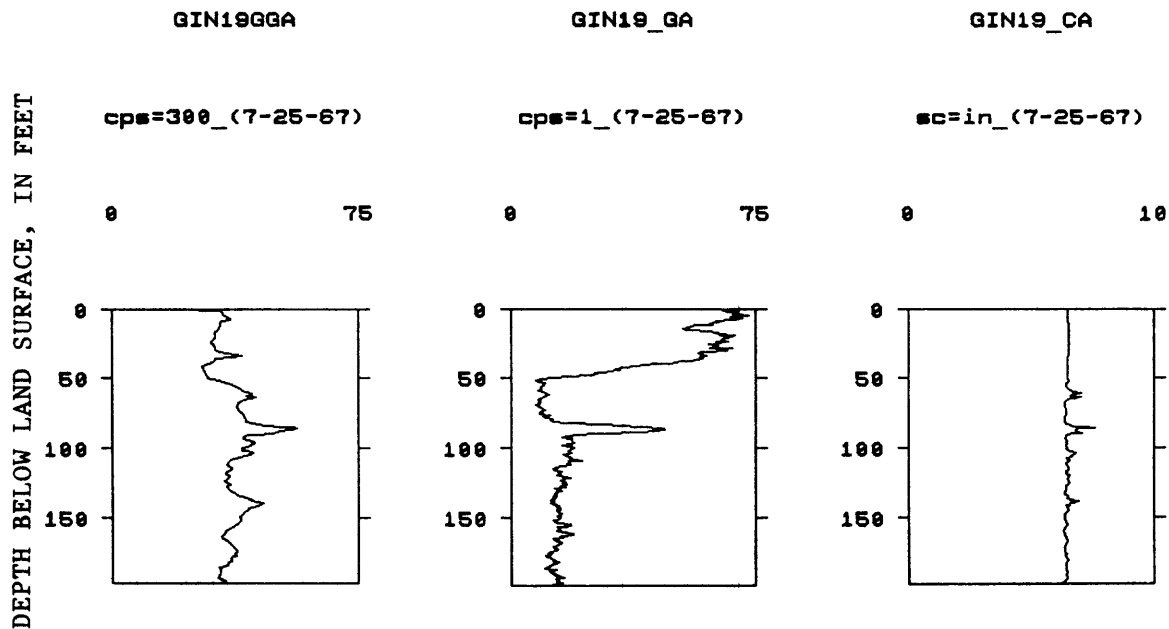 GIN19GGA GIN19_GA GIN19_CA
cps=300_(7-25-67) cps=1_(7-25-67) sc=in_(7-25-67)
0 75 0 75 0 10
DEPTH BELOW LAND SURFACE, IN FEET
0 0 0
50 50 50
100 100 100
150 150 150